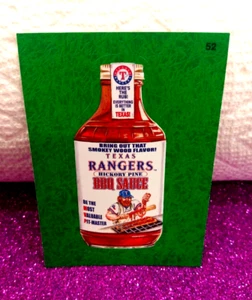 52
TEXAS
HERE'S
THE
RUB!
EVERYTHING
IS BETTER
IN
TEXAS!
BRING OUT THAT
SMOKEY WOOD FLAVOR!
TEXAS
RANGERS
HICKORY PINE
BBQ SAUCE
BE THE
MOST
VALUABLE
PIT MASTER